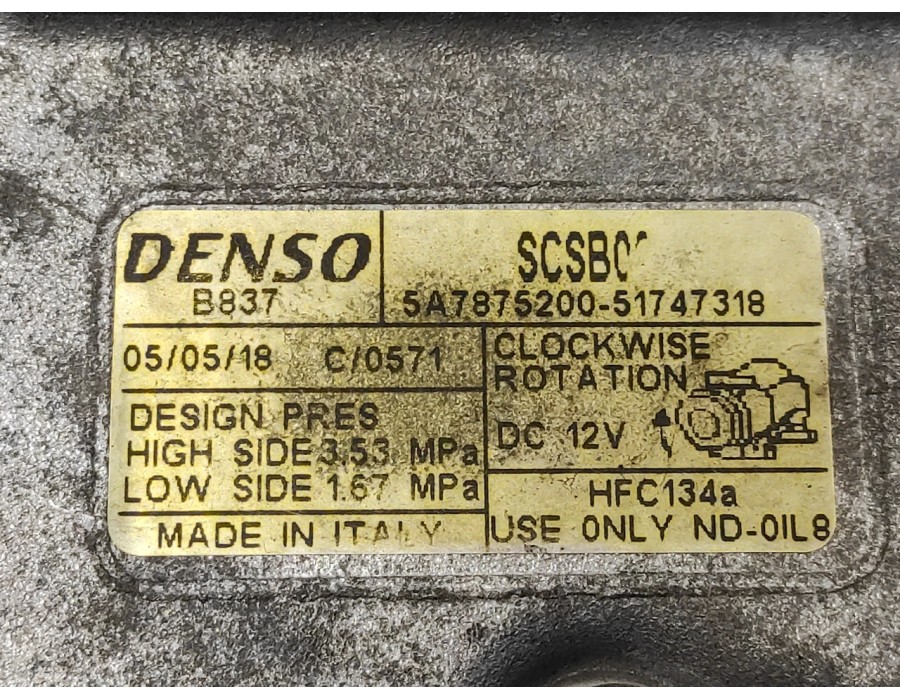 DENSO
B837
5A7875200-51747318
05/05/18 C/0571
CLOCKWISE
ROTATION
DESIGN PRES
HIGH SIDE 3.53 MPa
LOW SIDE 1.67 MPa
DC 12V
HFC134a
MADE IN ITALY
USE ONLY ND-OIL8